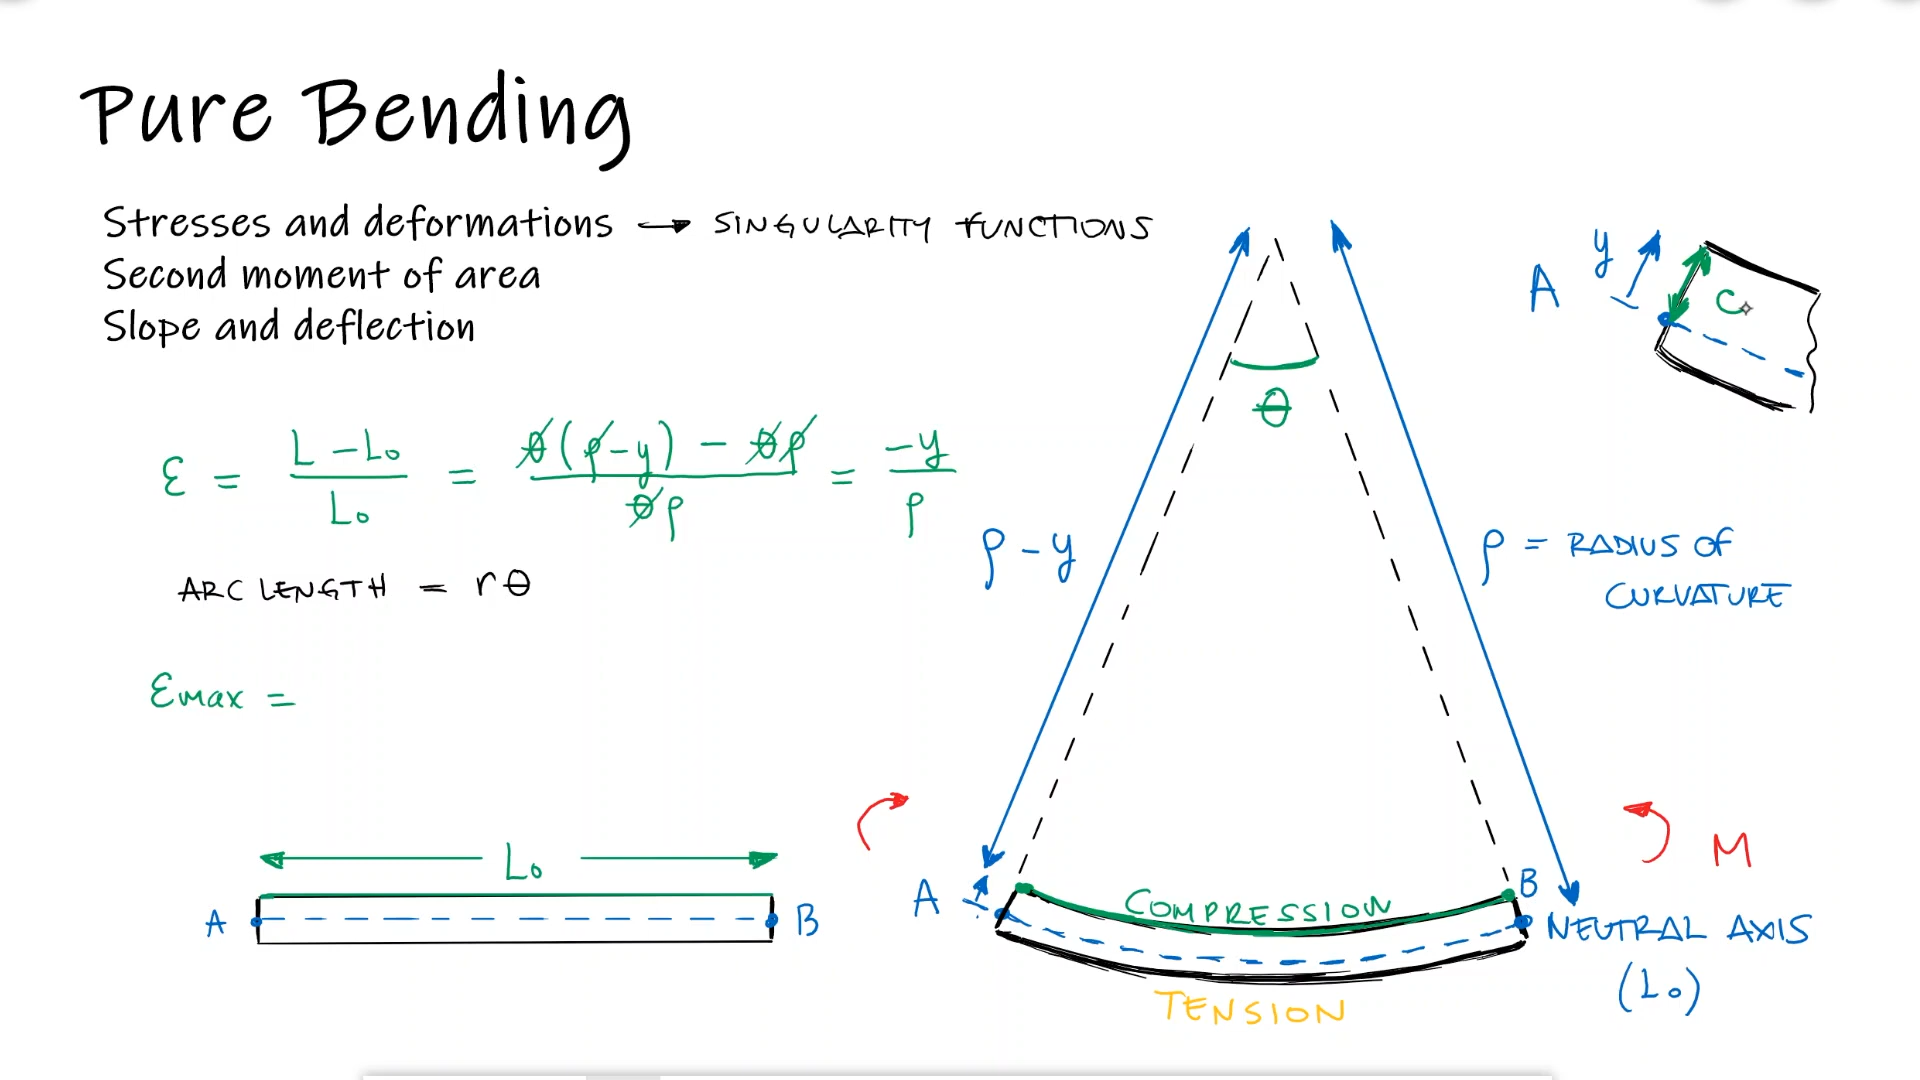 Pure Bending
Stresses and deformations → SINGULARITY FUNCTIONS
Second moment of area
Slope and deflection
ε = (L - L₀) / L₀ = (θ(ρ-y) - θρ) / θρ = -y / ρ
ARC LENGTH = rθ
εmax =
L₀
A
B
θ
ρ - y
ρ = RADIUS OF
CURVATURE
y
A
C
M
A
COMPRESSION
B
NEUTRAL AXIS
(L₀)
TENSION